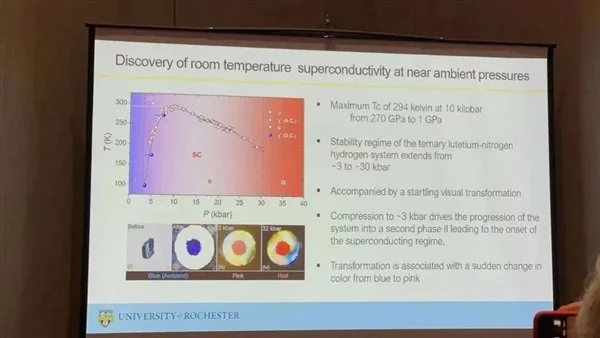 Discovery of room temperature superconductivity at near ambient pressures
300
250
200
150
100
T (K)
SC
II
III
χ' (A.C.)
χ' (D.C.)
0 5 10 15 20 25 30 35 40
P (kbar)
Before
After
3 kbar
32 kbar
(i)
(iii)
(iv)
Blue (Ambient)
Pink
Red
Maximum Tc of 294 kelvin at 10 kilobar
from 270 GPa to 1 GPa
Stability regime of the ternary lutetium-nitrogen
hydrogen system extends from
~3 to ~30 kbar
Accompanied by a startling visual transformation.
Compression to ~3 kbar drives the progression of the
system into a second phase II leading to the onset of
the superconducting regime,
Transformation is associated with a sudden change in
color from blue to pink
UNIVERSITY of ROCHESTER